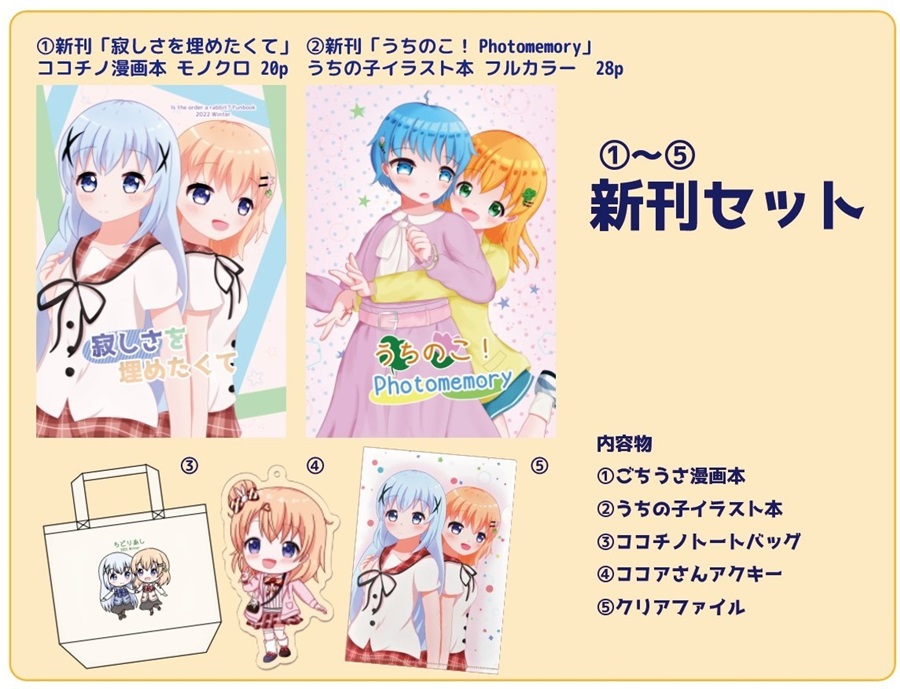 ①新刊「寂しさを埋めたくて」
ココチノ漫画本 モノクロ 20p
②新刊「うちのこ！Photomemory」
うちの子イラスト本 フルカラー 28p
Is the order a rabbit? Funbook
2022 Winter
寂しさを
埋めたくて
うちのこ！
Photomemory
①～⑤
新刊セット
③
ちどりあし
④
⑤
内容物
①ごちうさ漫画本
②うちの子イラスト本
③ココチノトートバッグ
④ココアさんアクキー
⑤クリアファイル